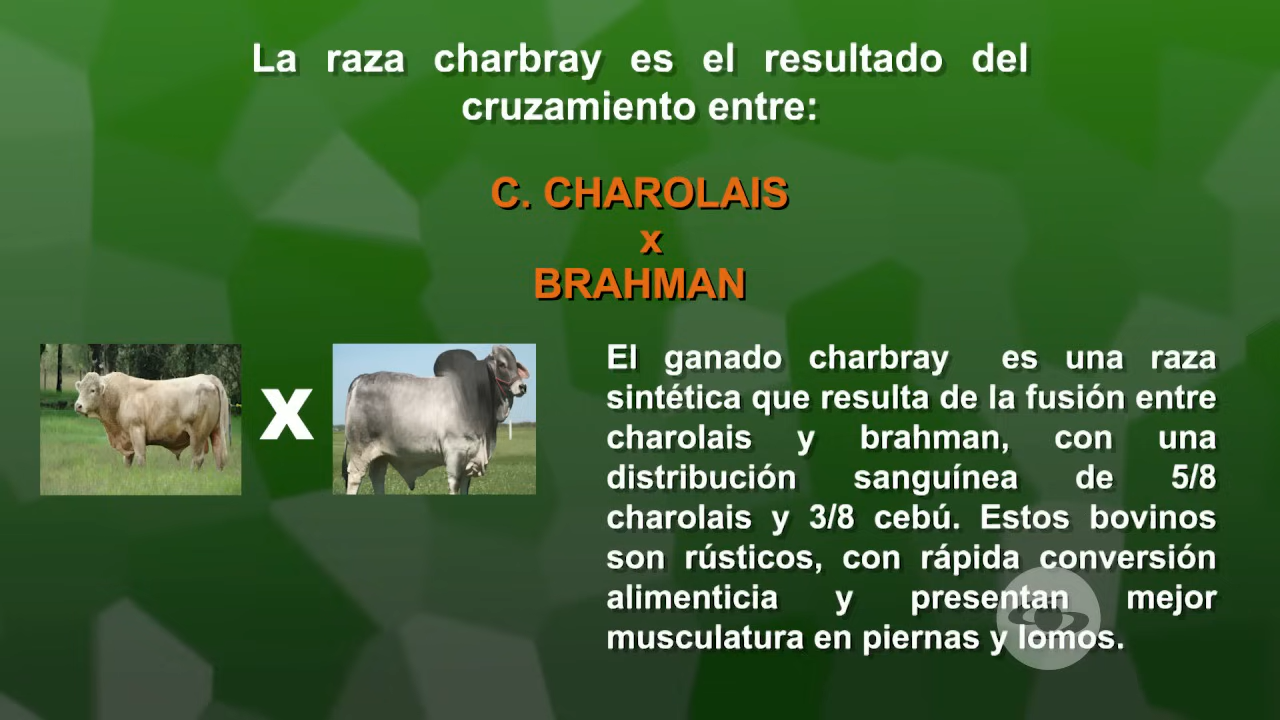 La raza charbray es el resultado del
cruzamiento entre:
C. CHAROLAIS
x
BRAHMAN
X
El ganado charbray es una raza
sintética que resulta de la fusión entre
charolais y brahman, con una
distribución sanguínea de 5/8
charolais y 3/8 cebú. Estos bovinos
son rústicos, con rápida conversión
alimenticia y presentan mejor
musculatura en piernas y lomos.